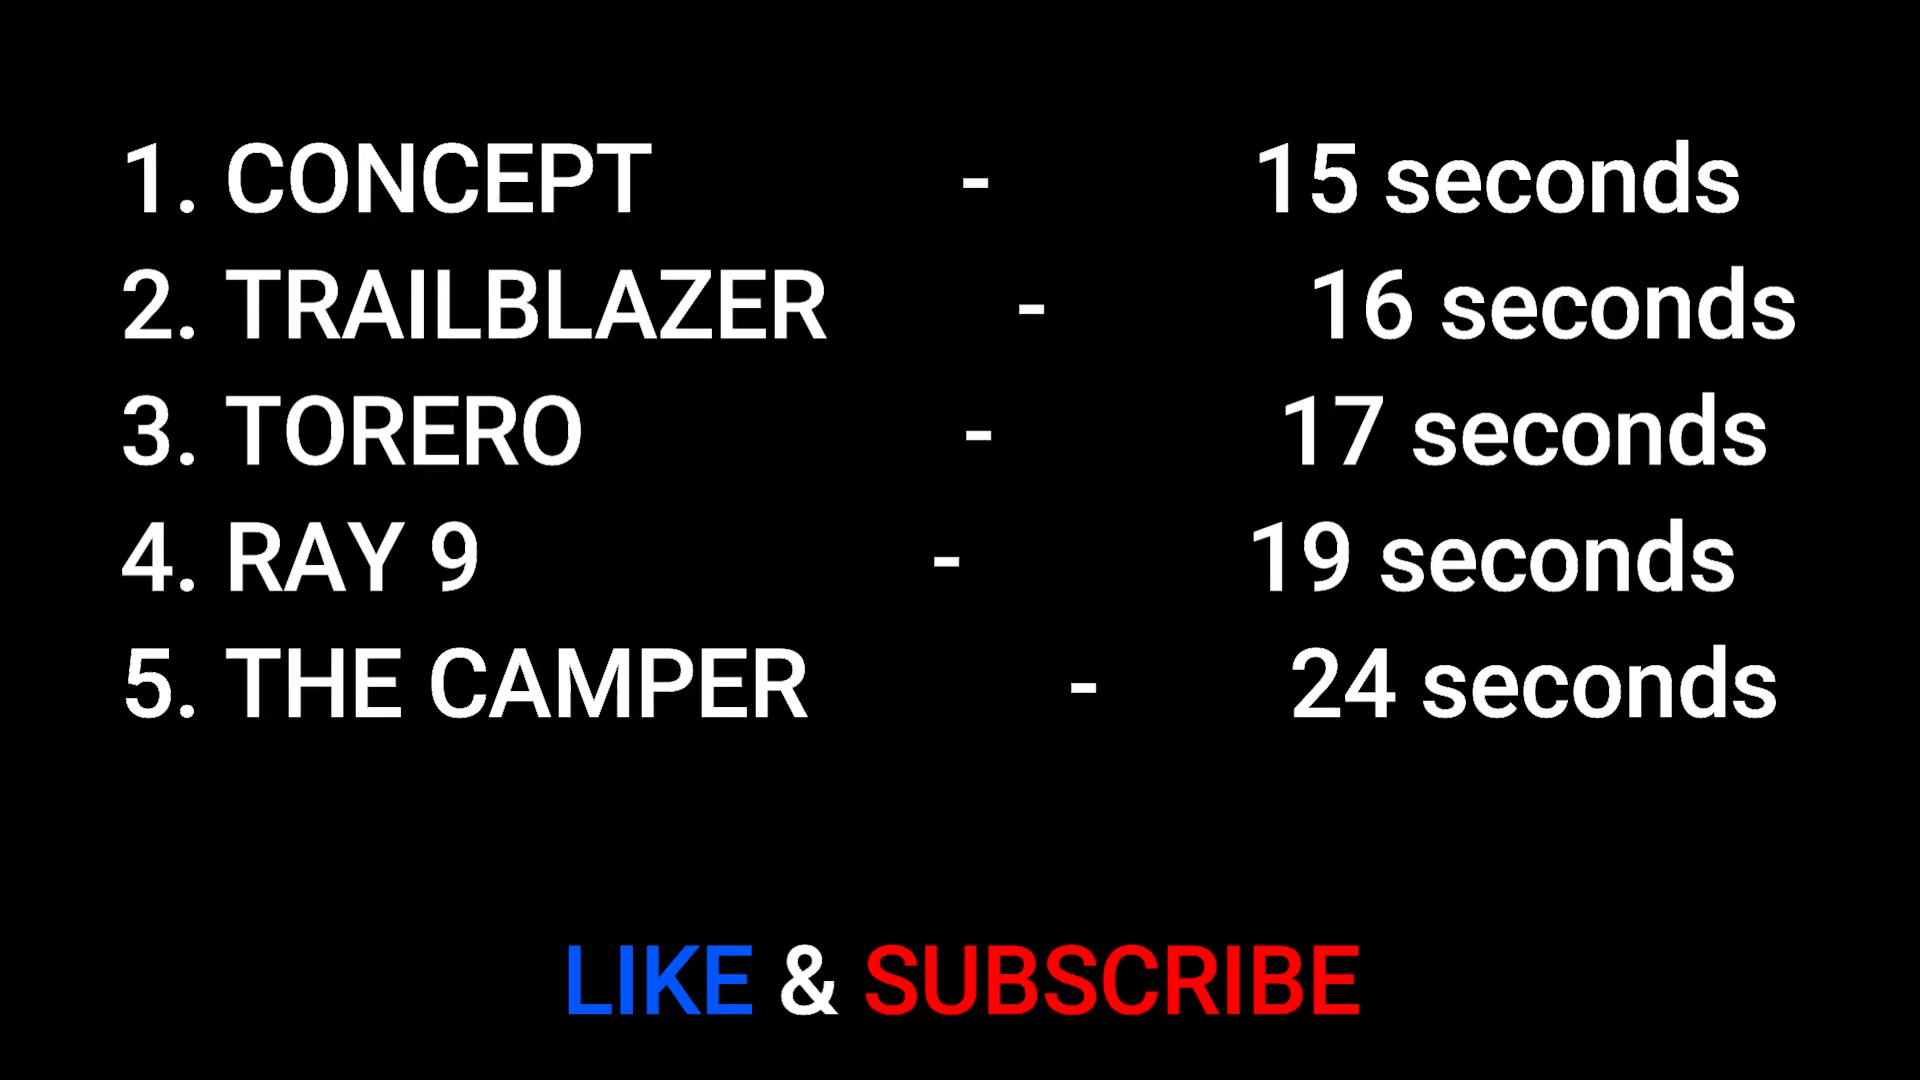 1. CONCEPT - 15 seconds
2. TRAILBLAZER - 16 seconds
3. TORERO - 17 seconds
4. RAY 9 - 19 seconds
5. THE CAMPER - 24 seconds
LIKE & SUBSCRIBE